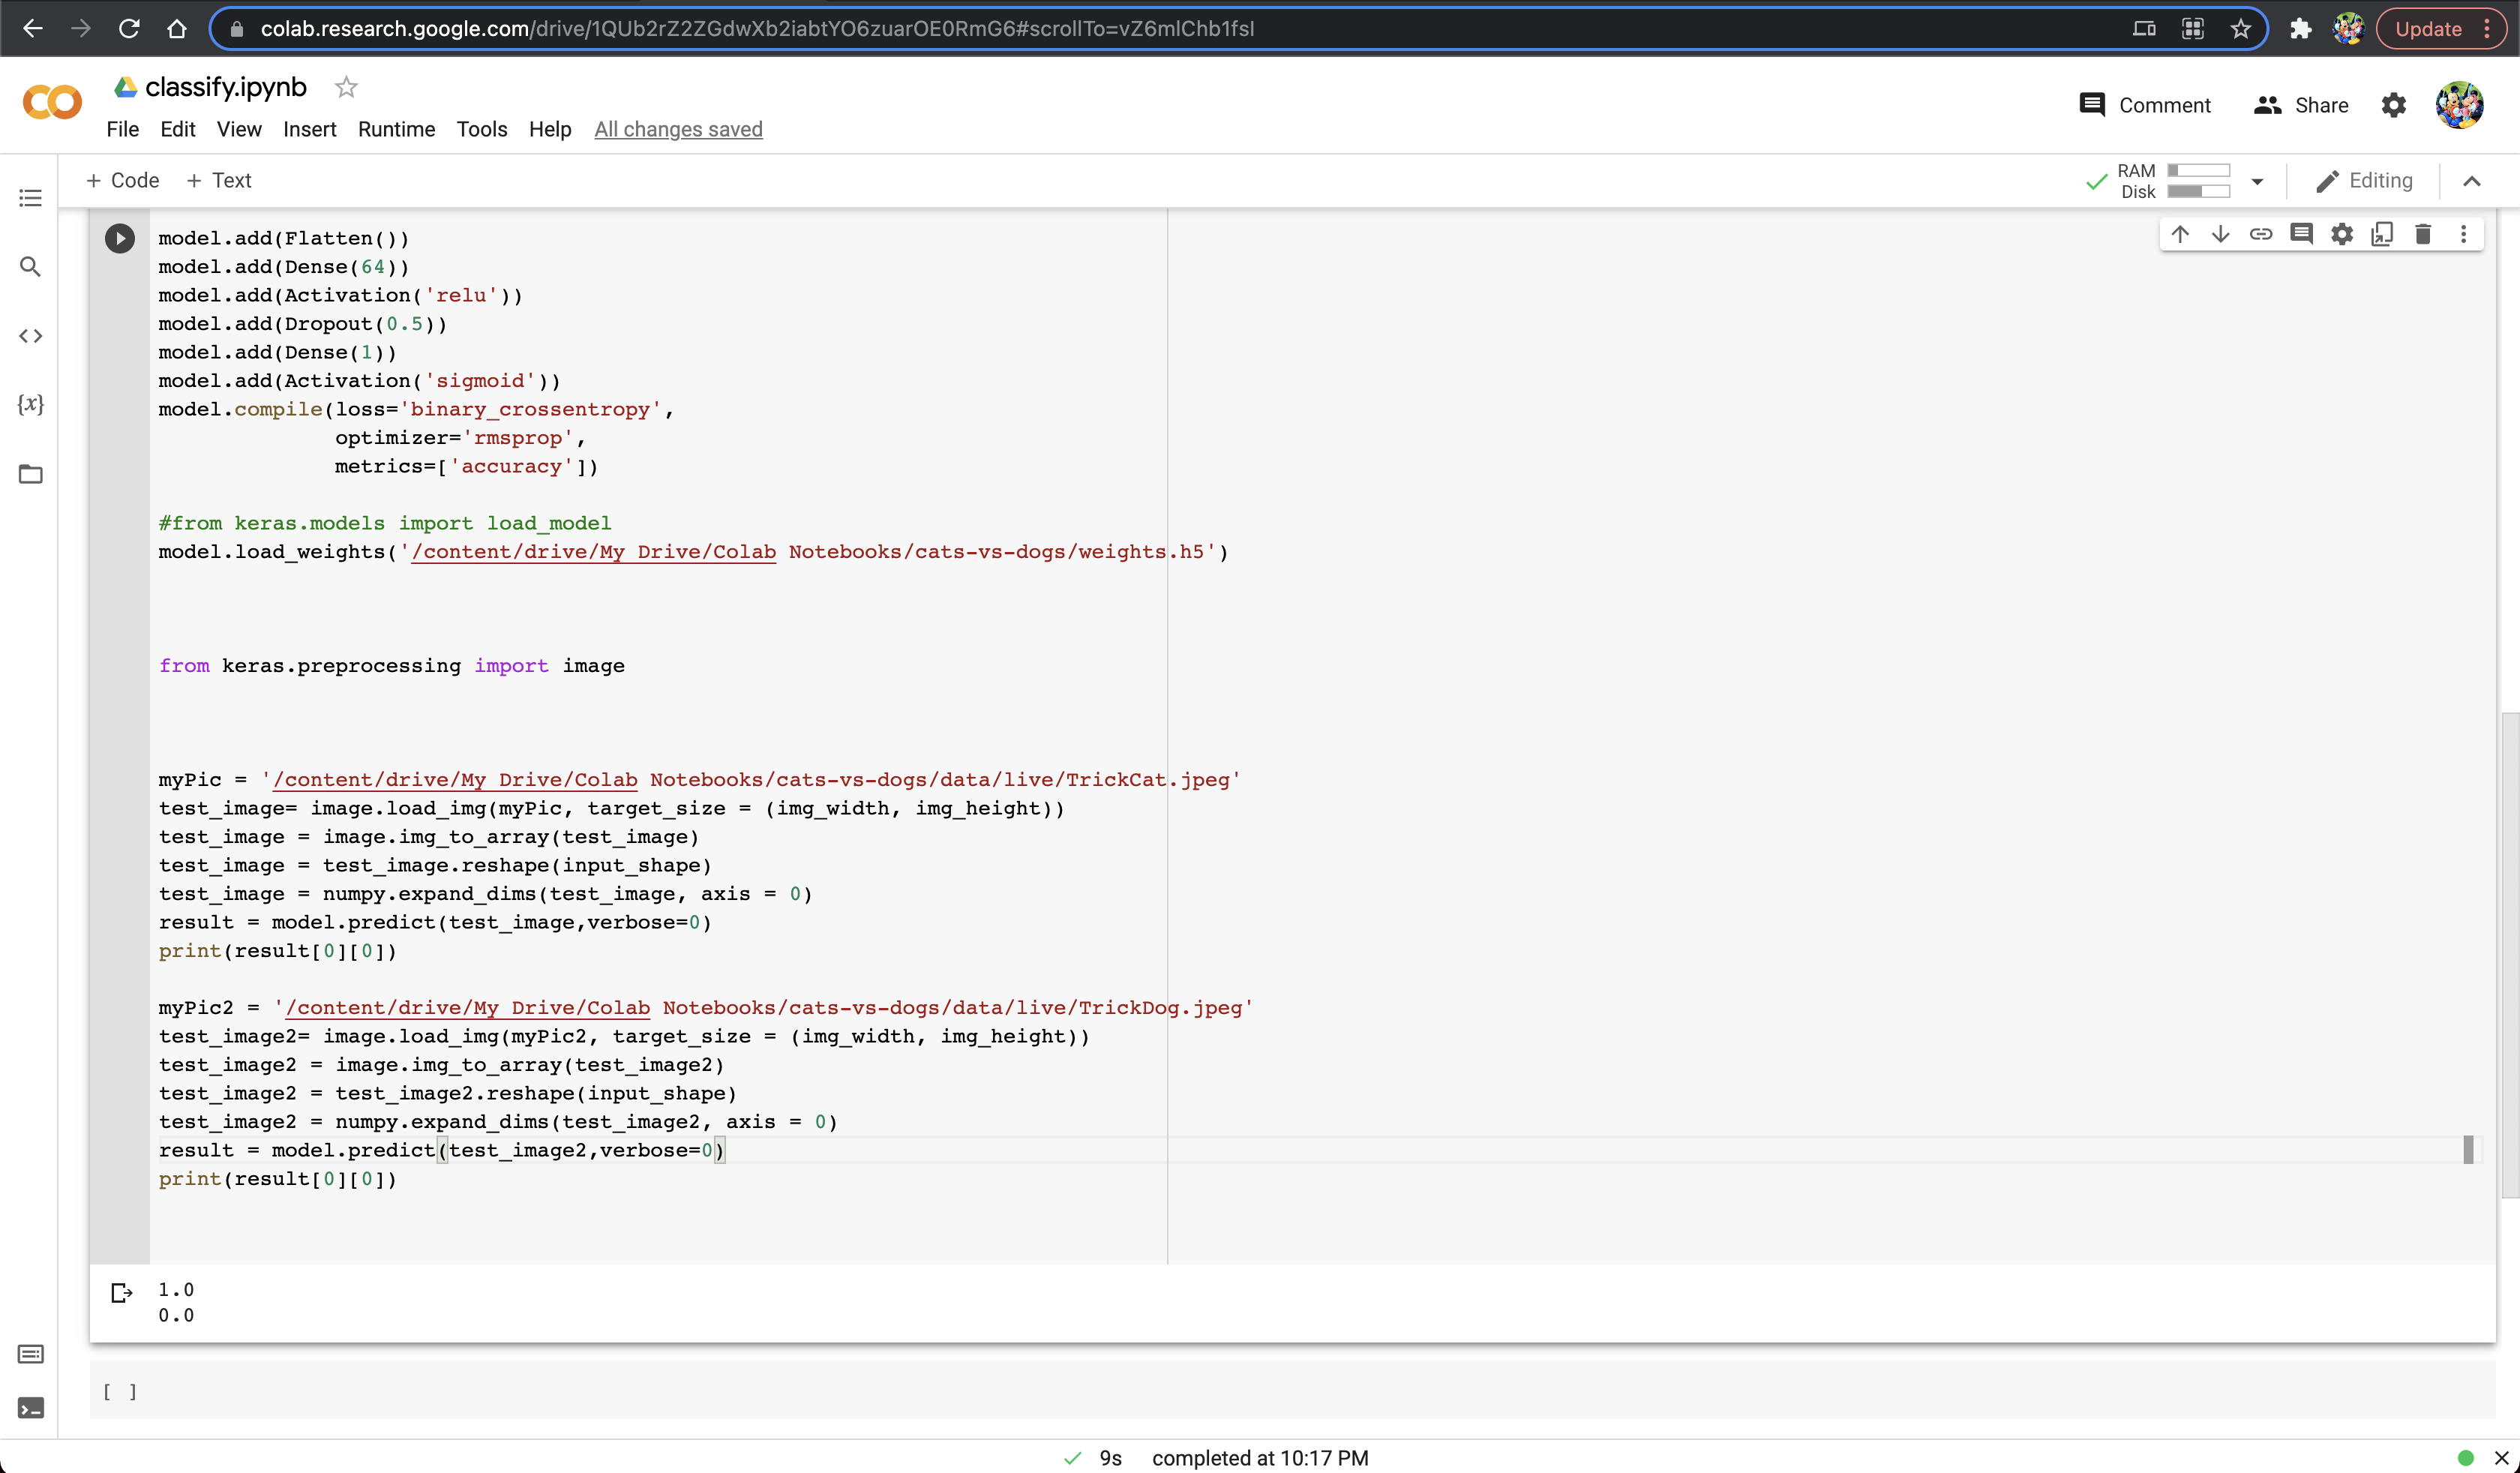 colab.research.google.com/drive/1QUb2rZ2ZGdwXb2iabtYO6zuarOE0RmG6#scrollTo=vZ6mlChb1fsI
Update
classify.ipynb
File Edit View Insert Runtime Tools Help All changes saved
Comment Share
+ Code + Text
RAM
Disk
Editing
model.add(Flatten())
model.add(Dense(64))
model.add(Activation('relu'))
model.add(Dropout(0.5))
model.add(Dense(1))
model.add(Activation('sigmoid'))
model.compile(loss='binary_crossentropy',
optimizer='rmsprop',
metrics=['accuracy'])
#from keras.models import load_model
model.load_weights('/content/drive/My Drive/Colab Notebooks/cats-vs-dogs/weights.h5')
from keras.preprocessing import image
myPic = '/content/drive/My Drive/Colab Notebooks/cats-vs-dogs/data/live/TrickCat.jpeg'
test_image= image.load_img(myPic, target_size = (img_width, img_height))
test_image = image.img_to_array(test_image)
test_image = test_image.reshape(input_shape)
test_image = numpy.expand_dims(test_image, axis = 0)
result = model.predict(test_image,verbose=0)
print(result[0][0])
myPic2 = '/content/drive/My Drive/Colab Notebooks/cats-vs-dogs/data/live/TrickDog.jpeg'
test_image2= image.load_img(myPic2, target_size = (img_width, img_height))
test_image2 = image.img_to_array(test_image2)
test_image2 = test_image2.reshape(input_shape)
test_image2 = numpy.expand_dims(test_image2, axis = 0)
result = model.predict(test_image2,verbose=0)
print(result[0][0])
1.0
0.0
[ ]
9s completed at 10:17 PM